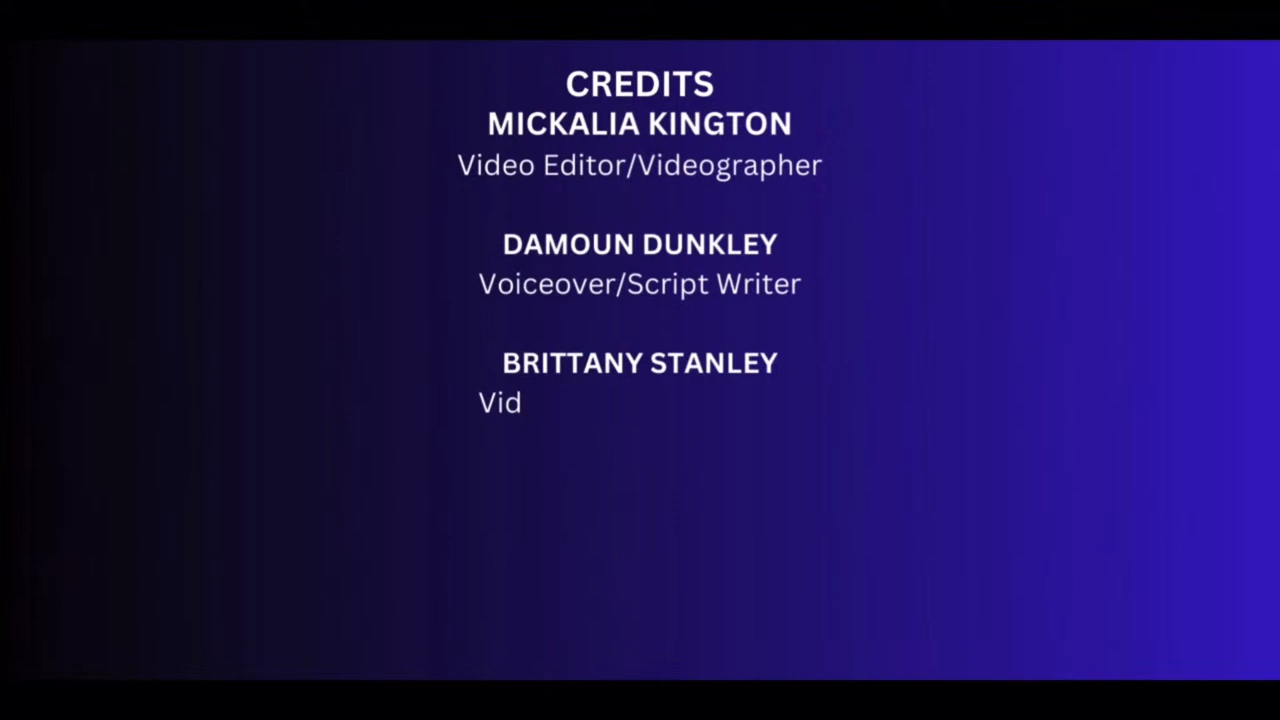 CREDITS
MICKALIA KINGTON
Video Editor/Videographer
DAMOUN DUNKLEY
Voiceover/Script Writer
BRITTANY STANLEY
Vid